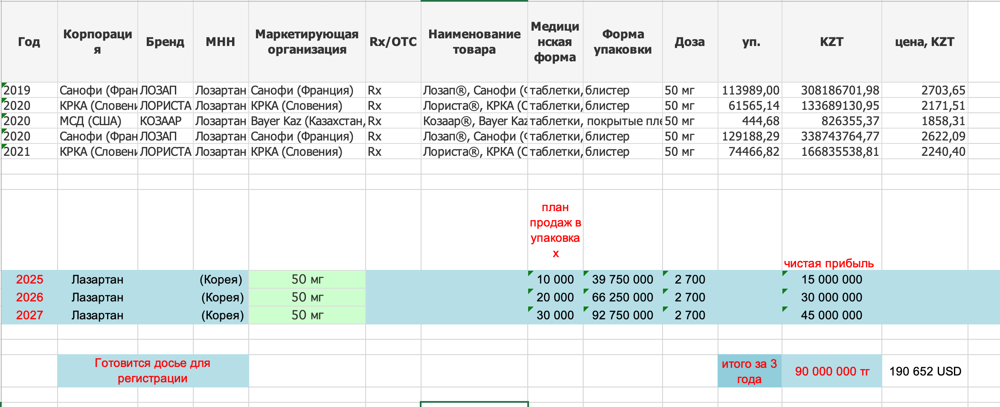 Год Корпорация Бренд МНН Маркетирующая организация Rx/OTC Наименование товара Медицинская форма Форма упаковки Доза уп. KZT цена, KZT
2019 Санофи (Фран ЛОЗАП Лозартан Санофи (Франция) Rx Лозап®, Санофи ( таблетки, блистер 50 мг 113989,00 308186701,98 2703,65
2020 КРКА (Словени ЛОРИСТА Лозартан КРКА (Словения) Rx Лориста®, КРКА (С таблетки, блистер 50 мг 61565,14 133689130,95 2171,51
2020 МСД (США) КОЗААР Лозартан Bayer Kaz (Казахстан, Rx Козаар®, Bayer Kaz таблетки, покрытые пле 50 мг 444,68 826355,37 1858,31
2020 Санофи (Фран ЛОЗАП Лозартан Санофи (Франция) Rx Лозап®, Санофи ( таблетки, блистер 50 мг 129188,29 338743764,77 2622,09
2021 КРКА (Словени ЛОРИСТА Лозартан КРКА (Словения) Rx Лориста®, КРКА (С таблетки, блистер 50 мг 74466,82 166835538,81 2240,40
план
продаж в
упаковка
х
чистая прибыль
2025 Лазартан (Корея) 50 мг 10 000 39 750 000 2 700 15 000 000
2026 Лазартан (Корея) 50 мг 20 000 66 250 000 2 700 30 000 000
2027 Лазартан (Корея) 50 мг 30 000 92 750 000 2 700 45 000 000
Готовится досье для
регистрации
итого за 3
года
90 000 000 тг 190 652 USD